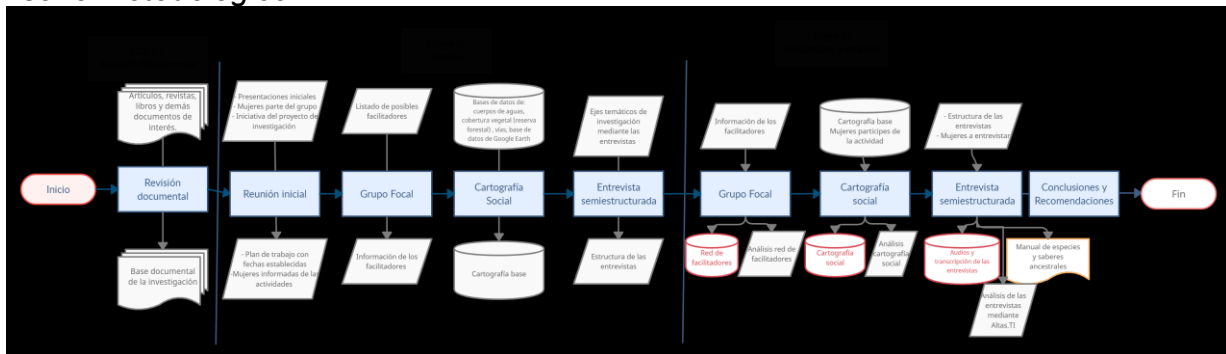 Artículos, revistas,
libros y demás
documentos de
interés.
- Presentaciones iniciales
- Mujeres parte del grupo
- Iniciativa del proyecto de
investigación
Listado de posibles
facilitadores
Bases de datos de:
cuerpos de aguas,
cobertura vegetal (reserva
forestal) , vías, base de
datos de Google Earth
Ejes temáticos de
investigación
mediante las
entrevistas
Información de los
facilitadores
Cartografía base
Mujeres participes de
la actividad
- Estructura de las
entrevistas
- Mujeres a entrevistar
Inicio
Revisión
documental
Reunión inicial
Grupo Focal
Cartografía
Social
Entrevista
semiestructurada
Grupo Focal
Cartografía
social
Entrevista
semiestructurada
Conclusiones y
Recomendaciones
Fin
Base documental
de la investigación
- Plan de trabajo con
fechas establecidas
-Mujeres informadas de las
actividades
Información de los
facilitadores
Cartografía base
Estructura de las
entrevistas
Red de
facilitadores
Análisis red de
facilitadores
Cartografía
social
Análisis
cartografía
social
Audios y
transcripción de las
entrevistas
Manual de especies
y saberes
ancestrales
Análisis de las
entrevistas
mediante
Altas.TI